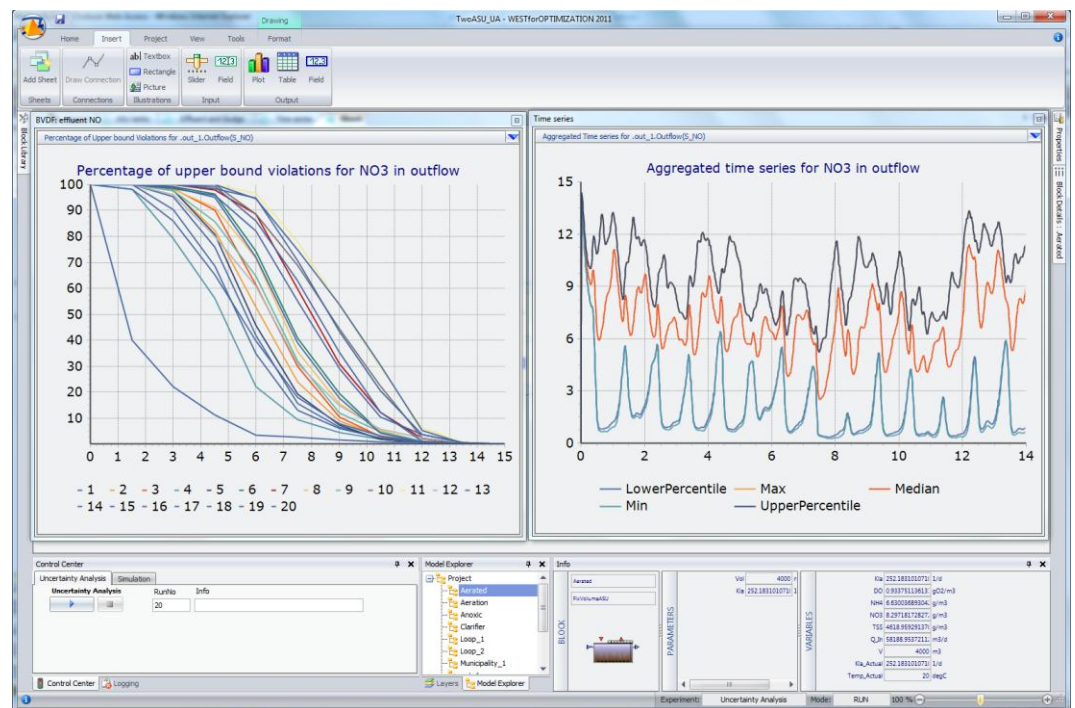 TwoASU_UA - WESTforOPTIMIZATION 2011
Drawing
Home Insert Project View Tools Format
Add Sheet Draw Connection
ab| Textbox
Rectangle
Picture
Slider Field Plot Table Field
Sheets Connections Illustrations Input Output
Block Library
BVDF: effluent NO
Percentage of Upper bound Violations for .out_1.Outflow(S_NO)
Percentage of upper bound violations for NO3 in outflow
100
90
80
70
60
50
40
30
20
10
0 1 2 3 4 5 6 7 8 9 10 11 12 13 14 15
- 1 - 2 - 3 - 4 - 5 - 6 - 7 - 8 - 9 - 10 - 11 - 12 - 13
- 14 - 15 - 16 - 17 - 18 - 19 - 20
Time series
Aggregated Time series for .out_1.Outflow(S_NO)
Aggregated time series for NO3 in outflow
15
12
9
6
3
0
0 2 4 6 8 10 12 14
LowerPercentile Max Median
Min UpperPercentile
Properties
Block Details : Aerated
Control Center
Uncertainty Analysis Simulation
Uncertainty Analysis RunNo Info
20
Control Center Logging
Model Explorer
Project
Aerated
Aeration
Anoxic
Clarifier
Loop_1
Loop_2
Municipality_1
Layers Model Explorer
Info
BLOCK
Aerated
FixVolumeASU
PARAMETERS
Vol 4000
Kla
VARIABLES
Kla 1/d
DO gO2/m3
NH4 g/m3
NO3 g/m3
TSS g/m3
Q_In m3/d
V 4000 m3
Kla_Actual 1/d
Temp_Actual 20 degC
Experiment: Uncertainty Analysis Mode: RUN 100 %